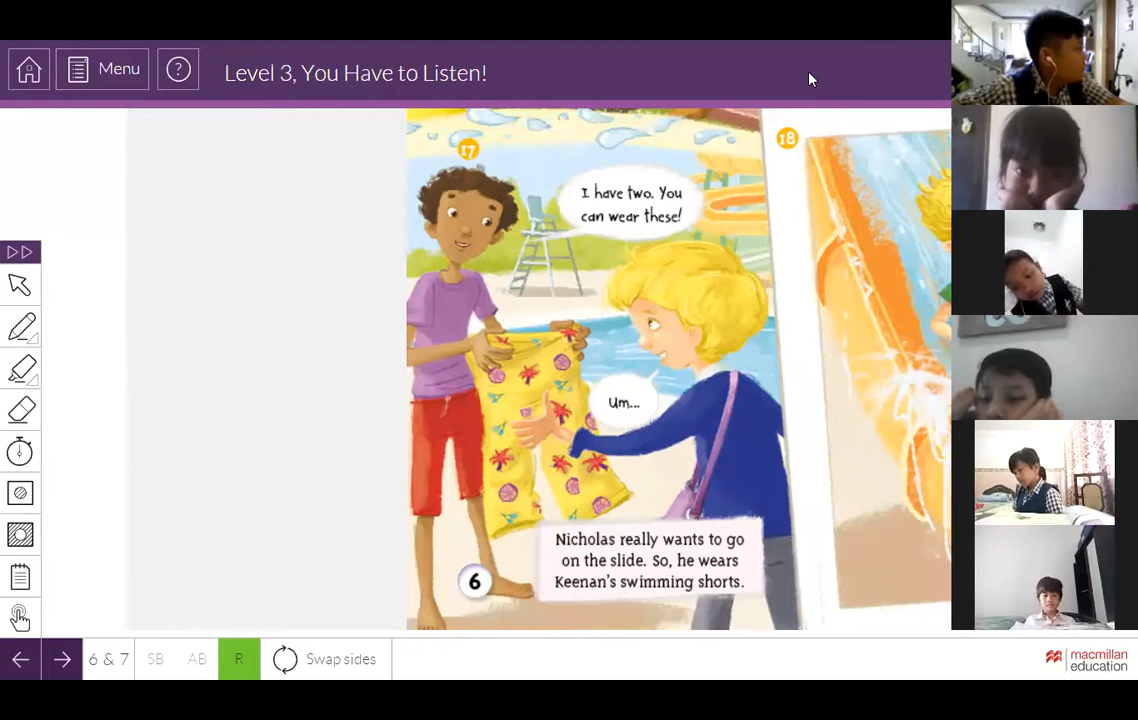 Menu
?
Level 3, You Have to Listen!
17
18
I have two. You
can wear these!
Um...
Nicholas really wants to go
on the slide. So, he wears
Keenan's swimming shorts.
6
6 & 7
SB
AB
R
Swap sides
macmillan
education